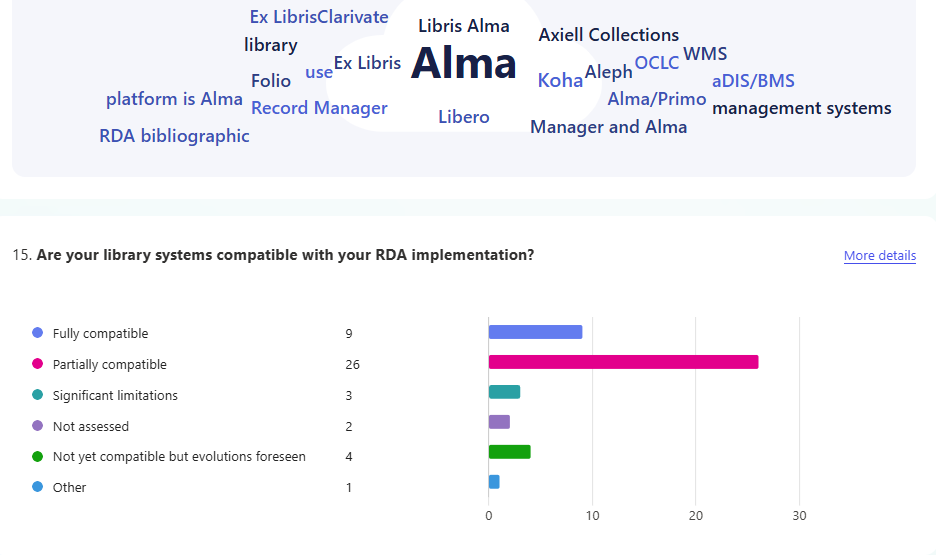 Ex LibrisClarivate
Libris Alma
Axiell Collections
library
WMS
Ex Libris
Alma
OCLC
use
Aleph
Folio
Koha
aDIS/BMS
platform is Alma
Alma/Primo
Record Manager
management systems
Libero
Manager and Alma
RDA bibliographic
15. Are your library systems compatible with your RDA implementation?
More details
Fully compatible 9
Partially compatible 26
Significant limitations 3
Not assessed 2
Not yet compatible but evolutions foreseen 4
Other 1
0 10 20 30